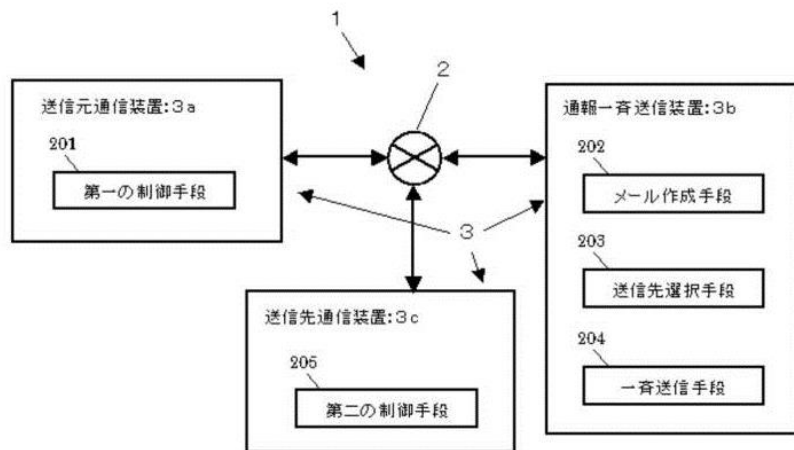 1
2
送信元通信装置:3a
201
第一の制御手段
通報一斉送信装置:3b
202
メール作成手段
203
送信先選択手段
204
一斉送信手段
3
送信先通信装置:3c
205
第二の制御手段